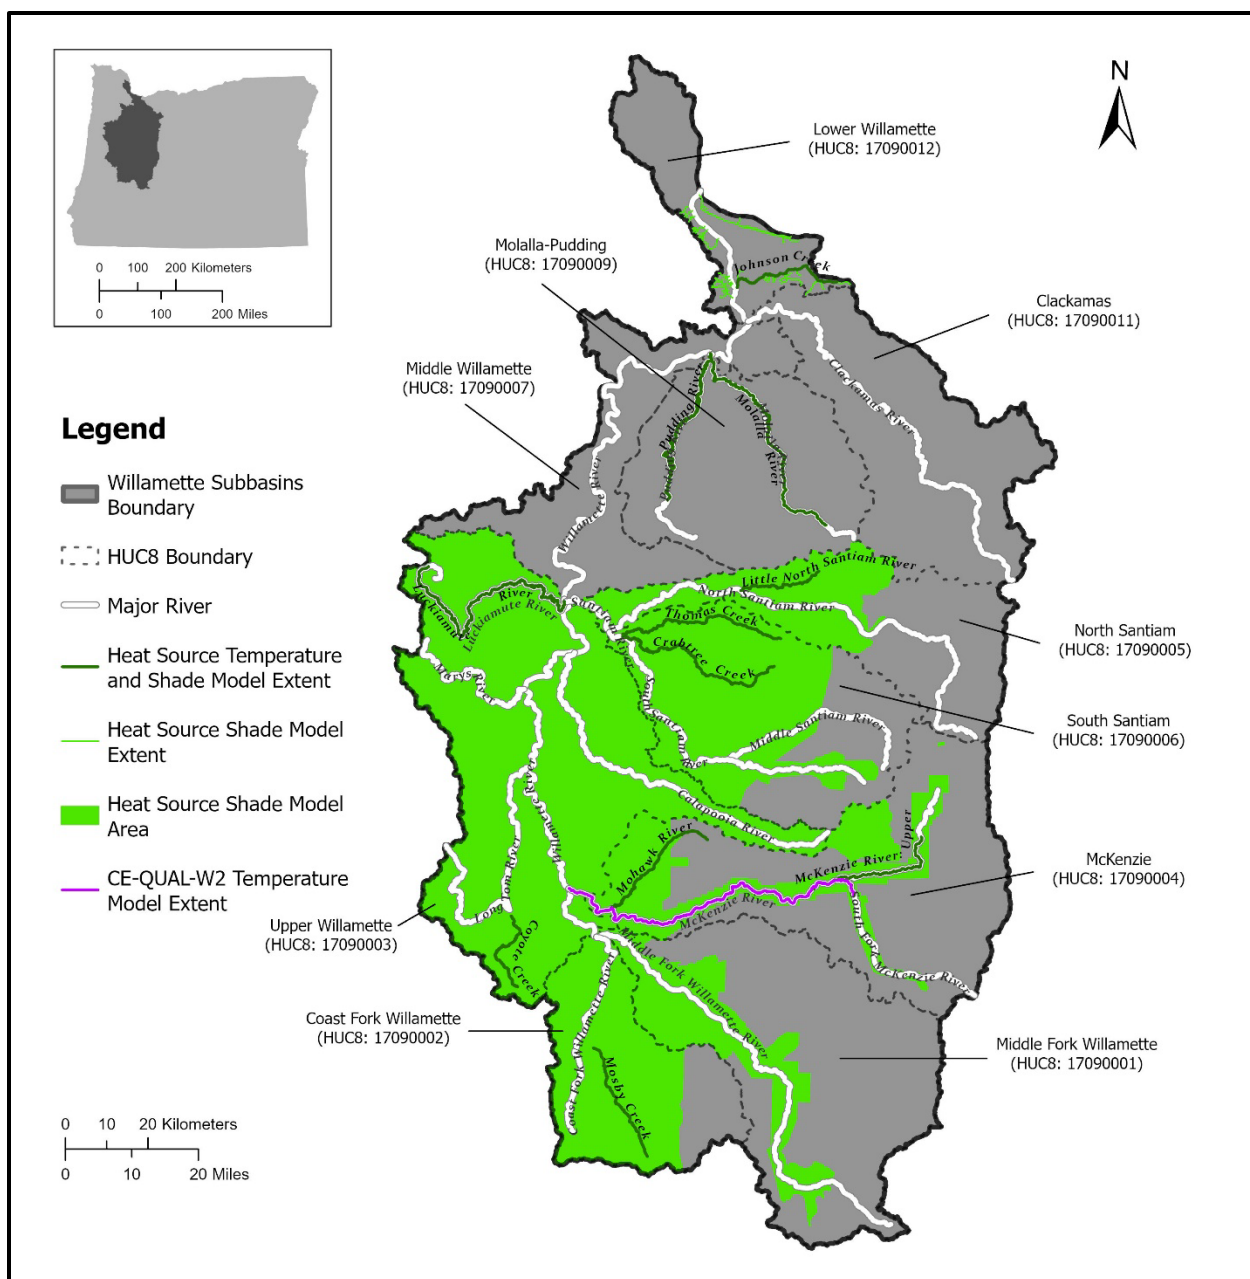 N
0 100 200 Kilometers
0 100 200 Miles
Lower Willamette
(HUC8: 17090012)
Molalla-Pudding
(HUC8: 17090009)
Johnson Creek
Clackamas
(HUC8: 17090011)
Middle Willamette
(HUC8: 17090007)
Clackamas River
Pudding River
Molalla River
Willamette River
Legend
Willamette Subbasins
Boundary
HUC8 Boundary
Major River
Heat Source Temperature
and Shade Model Extent
Heat Source Shade Model
Extent
Heat Source Shade Model
Area
CE-QUAL-W2 Temperature
Model Extent
Little North Santiam River
North Santiam River
Santiam River
Thomas Creek
Crabtree Creek
Luckiamute River
Luckiamute River
Marys River
South Santiam River
Middle Santiam River
North Santiam
(HUC8: 17090005)
South Santiam
(HUC8: 17090006)
Calapooia River
Willamette River
Long Tom River
Mohawk River
McKenzie River: Upper
McKenzie River
South Fork McKenzie River
McKenzie
(HUC8: 17090004)
Upper Willamette
(HUC8: 17090003)
Coyote Creek
Middle Fork Willamette River
Coast Fork Willamette
(HUC8: 17090002)
Coast Fork Willamette River
Mosby Creek
Middle Fork Willamette
(HUC8: 17090001)
0 10 20 Kilometers
0 10 20 Miles